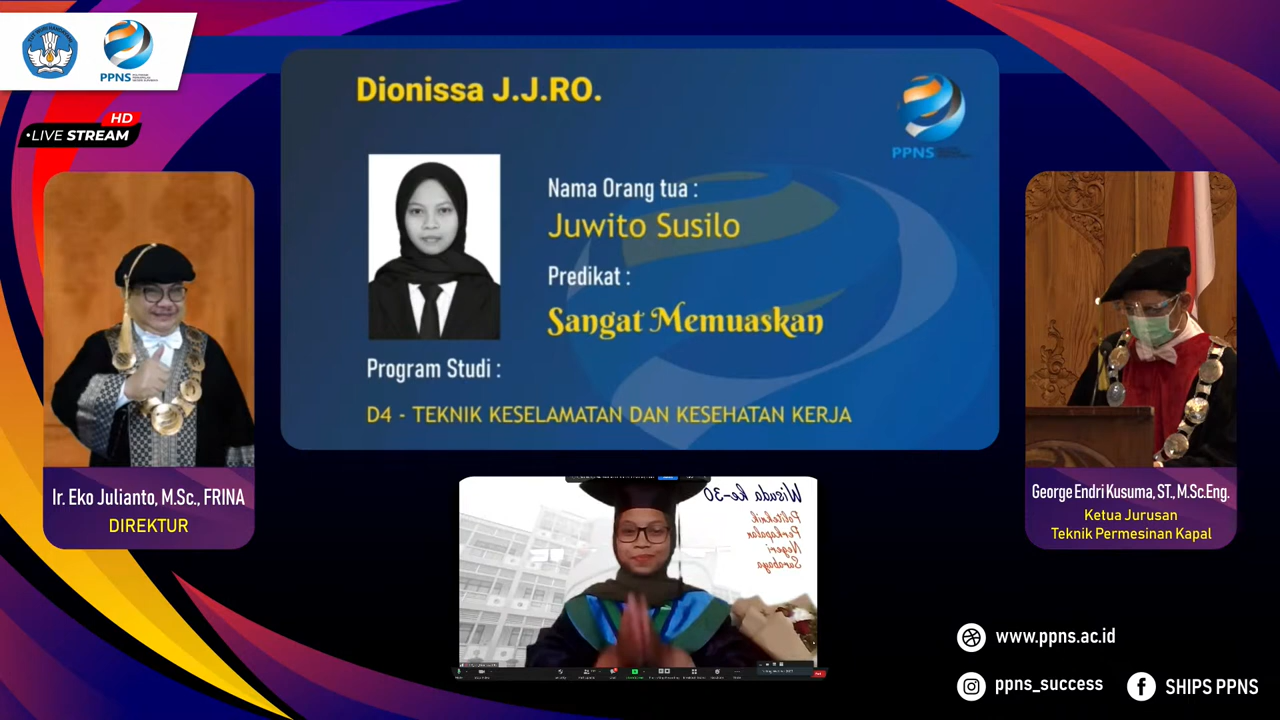 PPNS
HD
LIVE STREAM
Dionissa J.J.RO.
PPNS
Nama Orang tua :
Juwito Susilo
Predikat :
Sangat Memuaskan
Program Studi :
D4 - TEKNIK KESELAMATAN DAN KESEHATAN KERJA
Ir. Eko Julianto, M.Sc., FRINA
DIREKTUR
George Endri Kusuma, ST., M.Sc.Eng.
Ketua Jurusan
Teknik Permesinan Kapal
Wisuda ke-30
Politeknik
Perkapalan
Negeri
Surabaya
www.ppns.ac.id
ppns_success
SHIPS PPNS